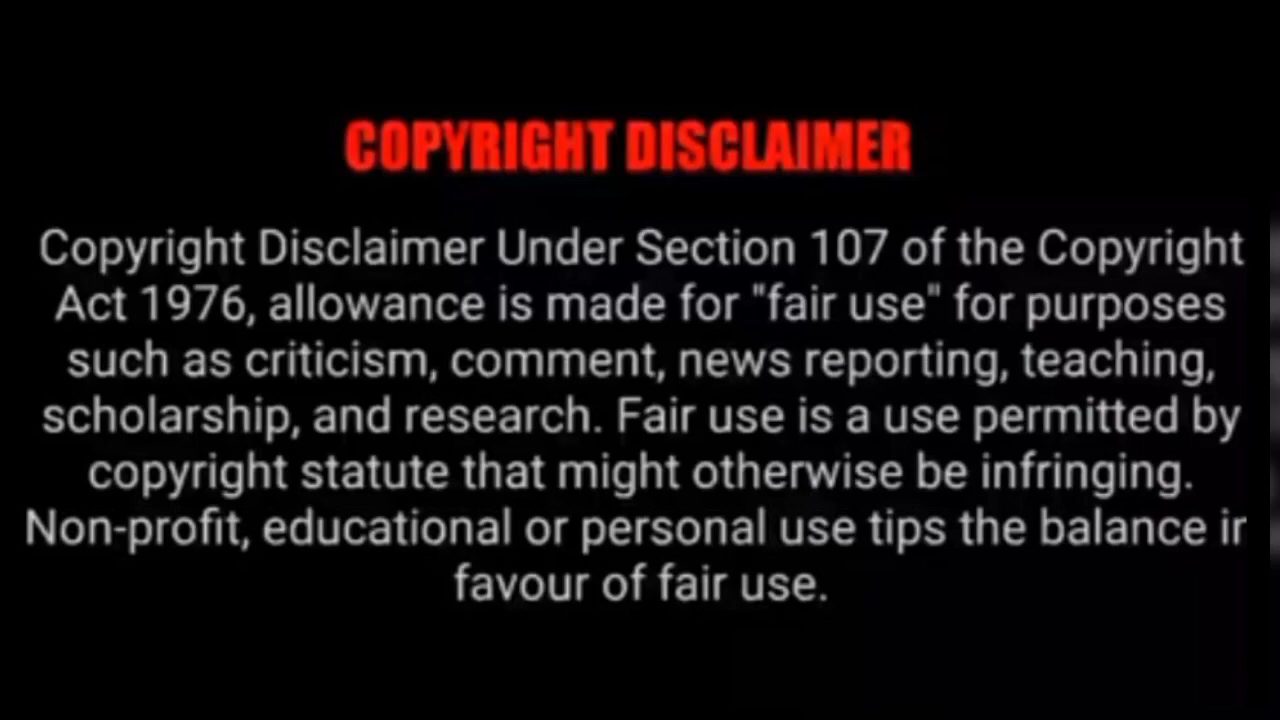 COPYRIGHT DISCLAIMER
Copyright Disclaimer Under Section 107 of the Copyright
Act 1976, allowance is made for "fair use" for purposes
such as criticism, comment, news reporting, teaching,
scholarship, and research. Fair use is a use permitted by
copyright statute that might otherwise be infringing.
Non-profit, educational or personal use tips the balance in
favour of fair use.